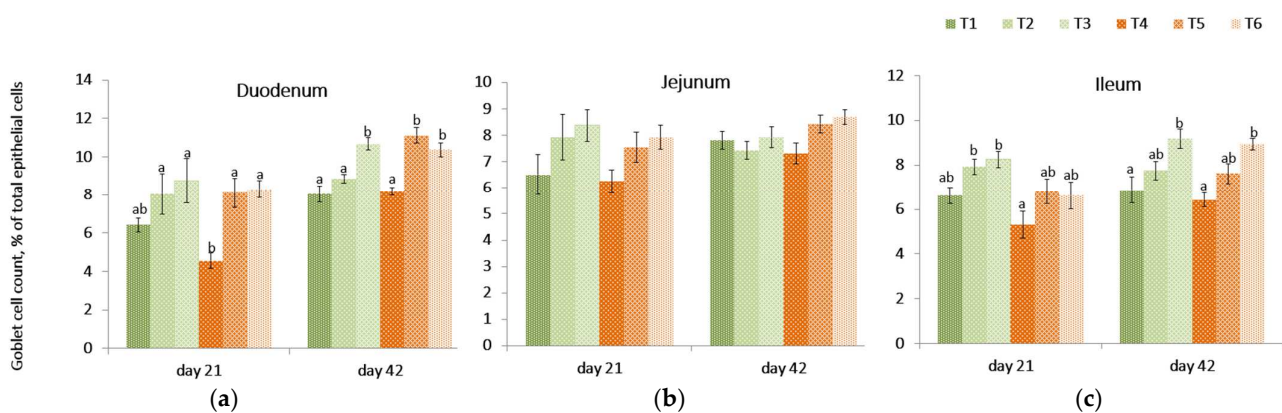 T1 T2 T3 T4 T5 T6
Goblet cell count, % of total epithelial cells
Duodenum
14
12
10
8
6
4
2
0
ab a a b a a
a a b a b b
day 21 day 42
(a)
Jejunum
10
9
8
7
6
5
4
3
2
1
0
day 21 day 42
(b)
Ileum
12
10
8
6
4
2
0
ab b b a ab ab
ab ab b a ab b
day 21 day 42
(c)